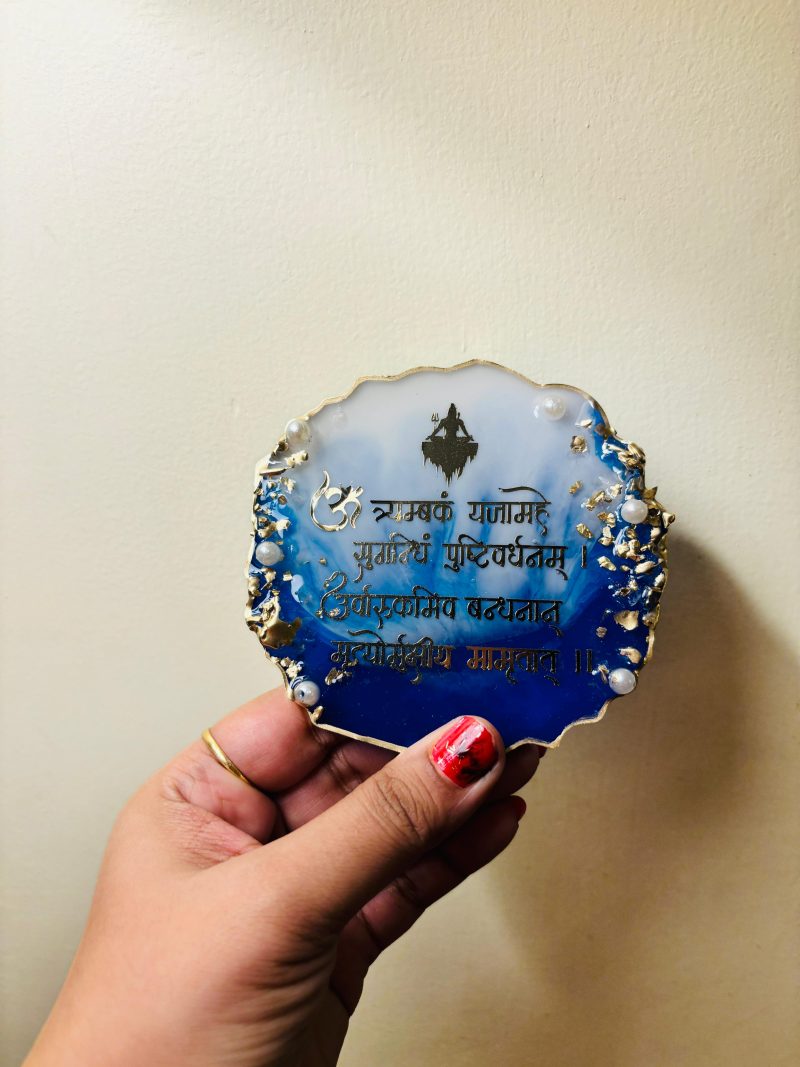 ॐ त्र्यम्बकं यजामहे
सुगन्धिं पुष्टिवर्धनम् ।
उर्वारुकमिव बन्धनान्
मृत्योर्मुक्षीय मामृतात् ।।